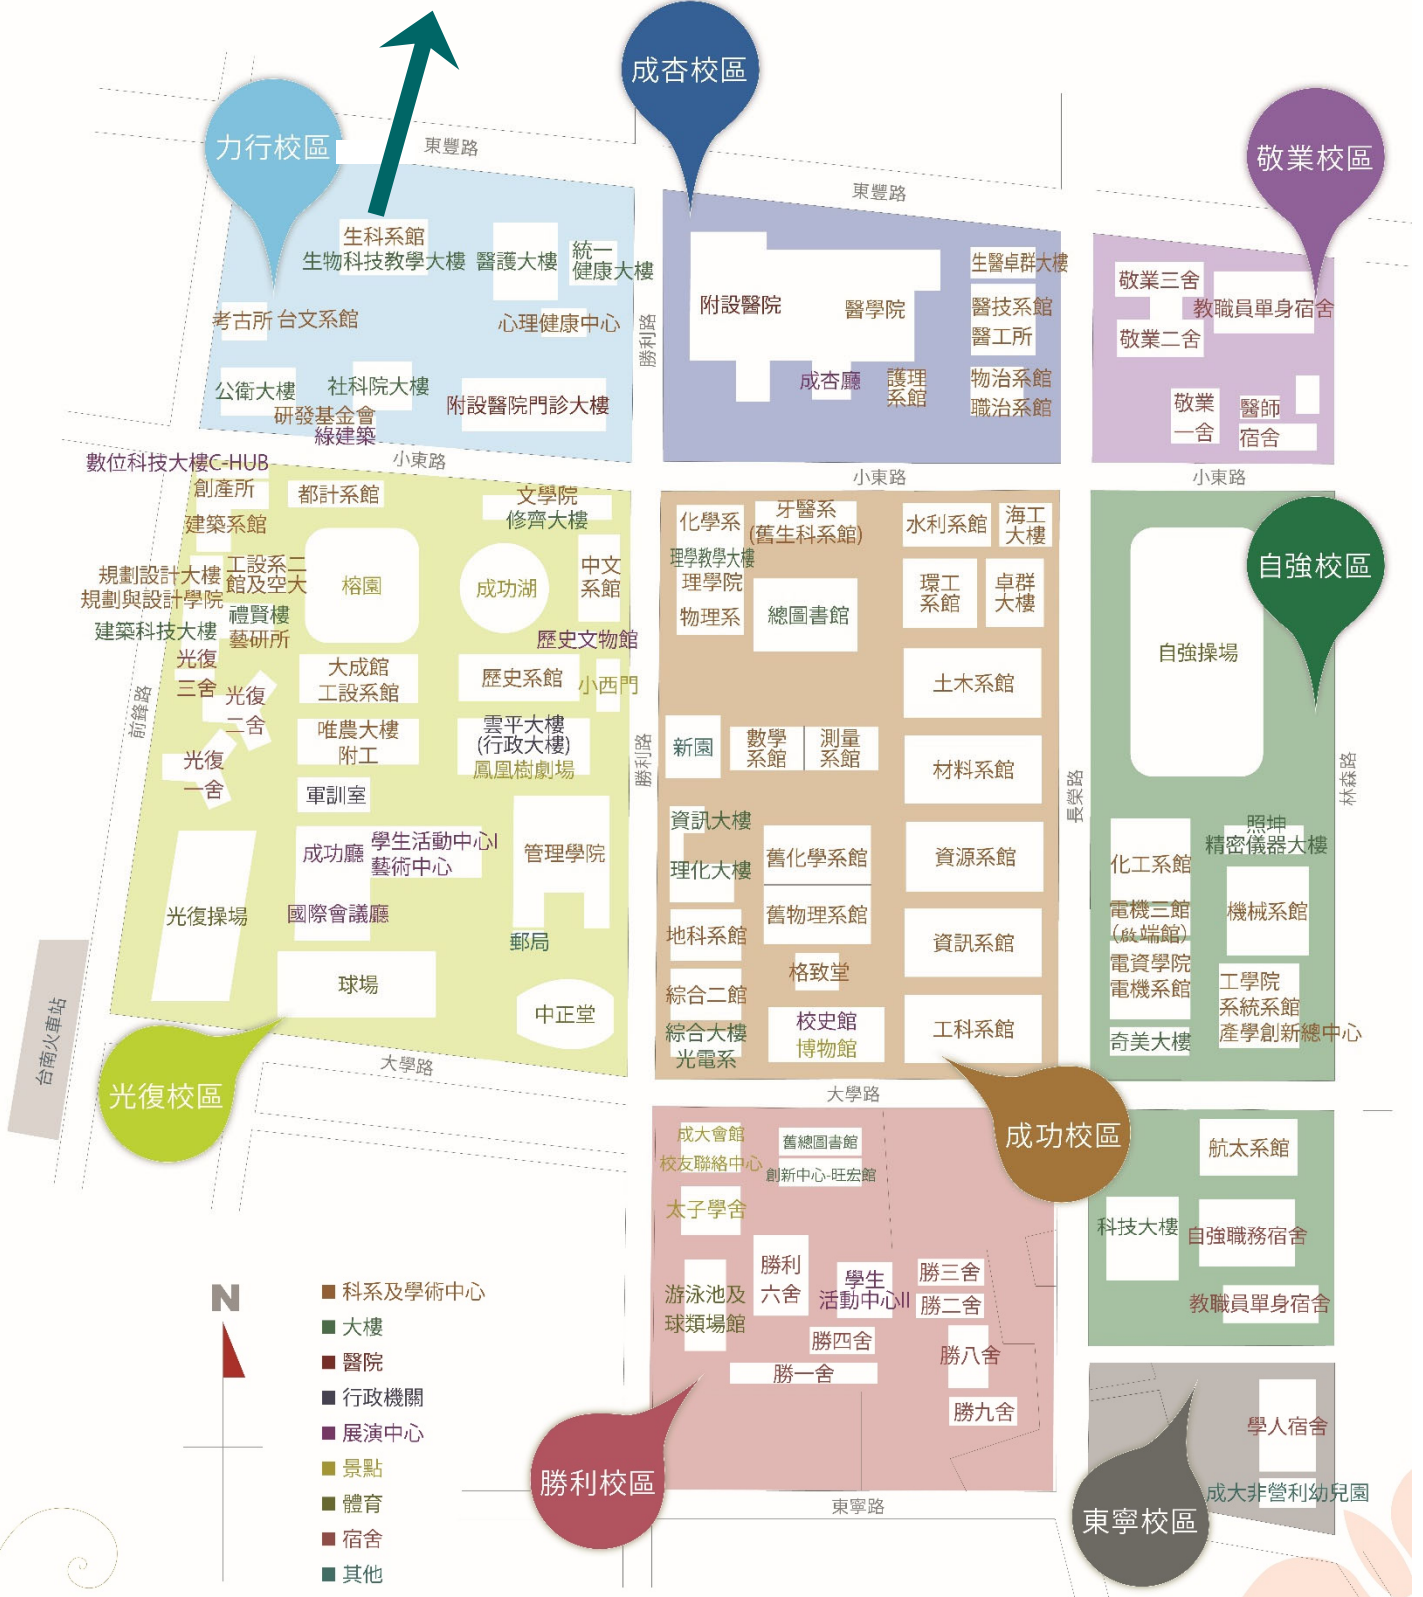 成杏校區
力行校區
敬業校區
東豐路
東豐路
生科系館
生物科技教學大樓
醫護大樓
統一
健康大樓
考古所
台文系館
心理健康中心
公衛大樓
社科院大樓
研發基金會
綠建築
附設醫院門診大樓
勝利路
附設醫院
醫學院
成杏廳
護理
系館
生醫卓群大樓
醫技系館
醫工所
物治系館
職治系館
敬業三舍
敬業二舍
教職員單身宿舍
敬業
一舍
醫師
宿舍
小東路
小東路
小東路
數位科技大樓C-HUB
創產所
都計系館
文學院
修齊大樓
建築系館
規劃設計大樓
規劃與設計學院
工設系二
館及空大
榕園
成功湖
中文
系館
建築科技大樓
禮賢樓
藝研所
歷史文物館
光復
三舍
大成館
工設系館
歷史系館
小西門
光復
二舍
唯農大樓
附工
雲平大樓
(行政大樓)
鳳凰樹劇場
前鋒路
光復
一舍
軍訓室
成功廳
學生活動中心I
藝術中心
管理學院
光復操場
國際會議廳
郵局
球場
中正堂
台南火車站
光復校區
大學路
勝利路
化學系
牙醫系
(舊生科系館)
水利系館
海工
大樓
理學教學大樓
理學院
物理系
總圖書館
環工
系館
卓群
大樓
土木系館
新園
數學
系館
測量
系館
材料系館
資訊大樓
舊化學系館
資源系館
理化大樓
舊物理系館
地科系館
資訊系館
格致堂
綜合二館
校史館
博物館
工科系館
綜合大樓
光電系
大學路
成功校區
長榮路
自強校區
自強操場
林森路
照坤
精密儀器大樓
化工系館
電機三館
(啟端館)
機械系館
電資學院
電機系館
工學院
系統系館
產學創新總中心
奇美大樓
航太系館
科技大樓
自強職務宿舍
教職員單身宿舍
成大會館
校友聯絡中心
舊總圖書館
創新中心-旺宏館
太子學舍
勝利
六舍
學生
活動中心II
勝三舍
勝二舍
游泳池及
球類場館
勝四舍
勝八舍
勝一舍
勝九舍
勝利校區
東寧路
學人宿舍
成大非營利幼兒園
東寧校區
N
科系及學術中心
大樓
醫院
行政機關
展演中心
景點
體育
宿舍
其他